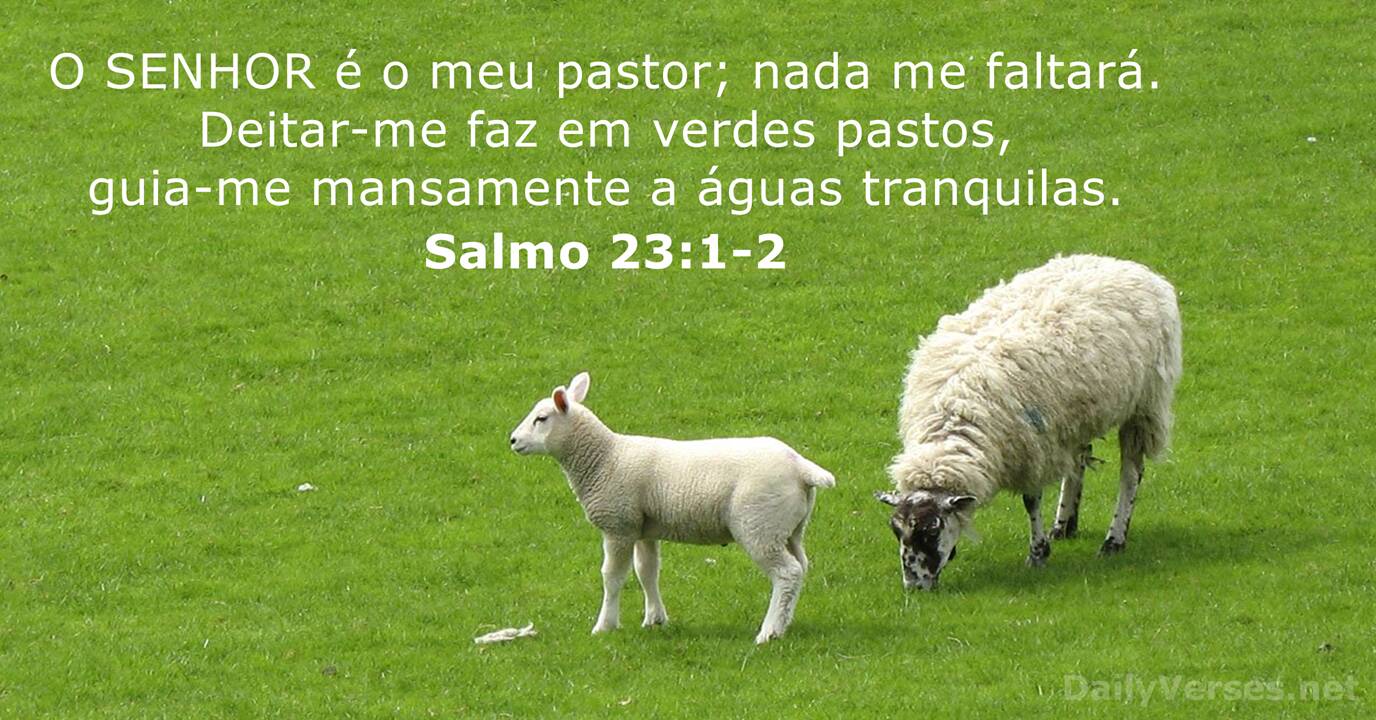 O SENHOR é o meu pastor; nada me faltará.
Deitar-me faz em verdes pastos,
guia-me mansamente a águas tranquilas.
Salmo 23:1-2
DailyVerses.net